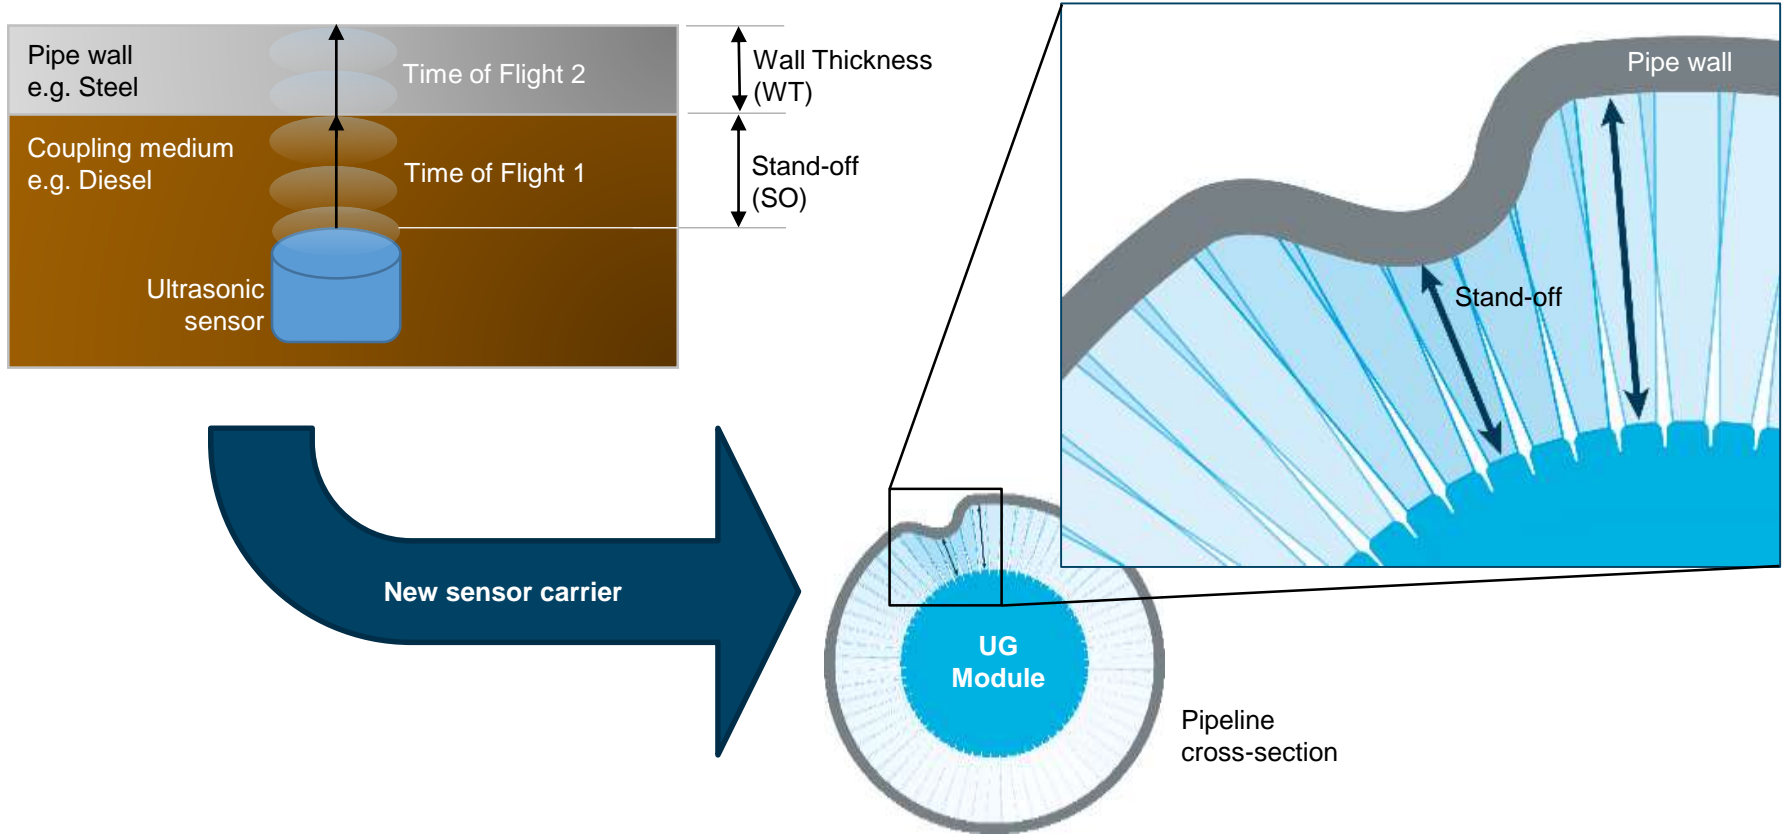 Pipe wall
e.g. Steel
Time of Flight 2
Wall Thickness
(WT)
Coupling medium
e.g. Diesel
Time of Flight 1
Stand-off
(SO)
Ultrasonic
sensor
Pipe wall
Stand-off
New sensor carrier
UG
Module
Pipeline
cross-section